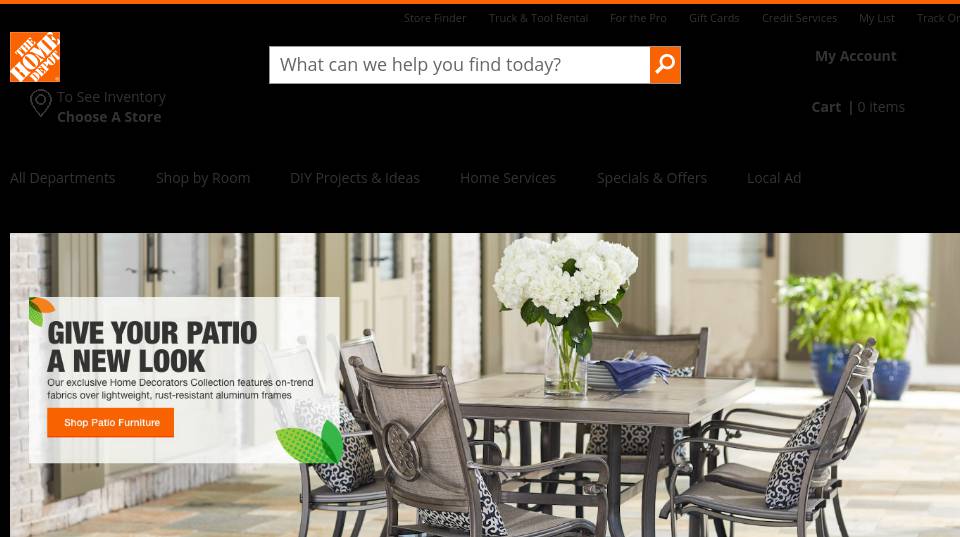 Store Finder Truck & Tool Rental For the Pro Gift Cards Credit Services My List Track Or
THE HOME DEPOT
What can we help you find today?
My Account
To See Inventory
Choose A Store
Cart | 0 items
All Departments Shop by Room DIY Projects & Ideas Home Services Specials & Offers Local Ad
GIVE YOUR PATIO
A NEW LOOK
Our exclusive Home Decorators Collection features on-trend
fabrics over lightweight, rust-resistant aluminum frames
Shop Patio Furniture